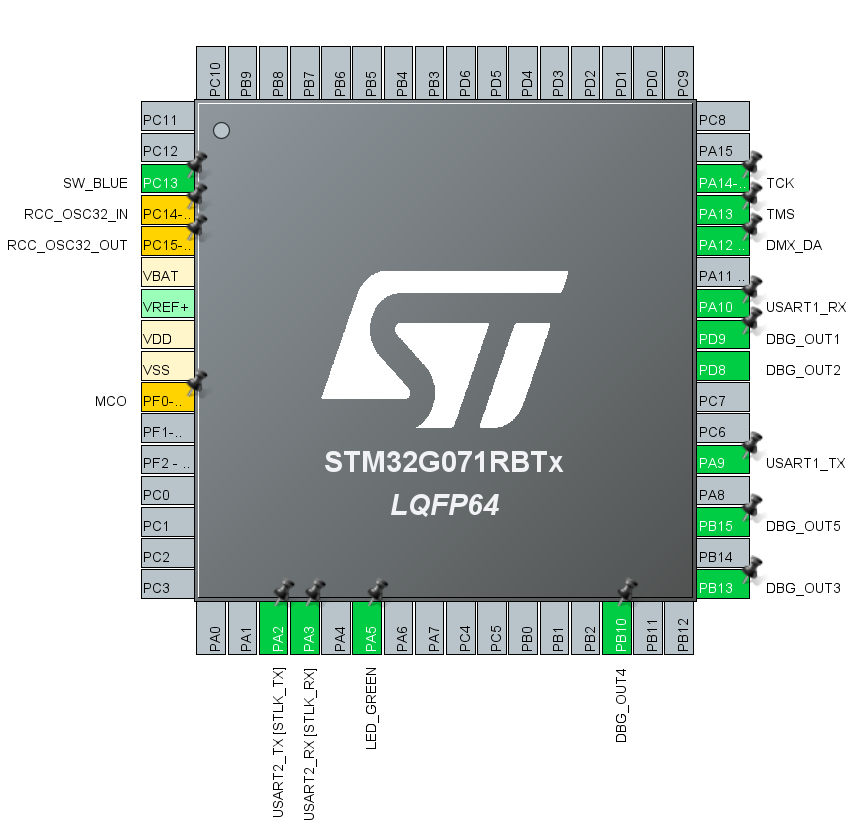 PC10
PB9
PB8
PB7
PB6
PB5
PB4
PB3
PD6
PD5
PD4
PD3
PD2
PD1
PD0
PC9
PC11
PC12
SW_BLUE
PC13
RCC_OSC32_IN
PC14-..
RCC_OSC32_OUT
PC15-..
VBAT
VREF+
VDD
VSS
MCO
PF0-..
PF1-..
PF2 - ..
PC0
PC1
PC2
PC3
ST
STM32G071RBTx
LQFP64
PC8
PA15
PA14-..
TCK
PA13
TMS
PA12 ..
DMX_DA
PA11 ..
PA10
USART1_RX
PD9
DBG_OUT1
PD8
DBG_OUT2
PC7
PC6
PA9
USART1_TX
PA8
PB15
DBG_OUT5
PB14
PB13
DBG_OUT3
PA0
PA1
PA2
PA3
PA4
PA5
PA6
PA7
PC4
PC5
PB0
PB1
PB2
PB10
PB11
PB12
USART2_TX [STLK_TX]
USART2_RX [STLK_RX]
LED_GREEN
DBG_OUT4